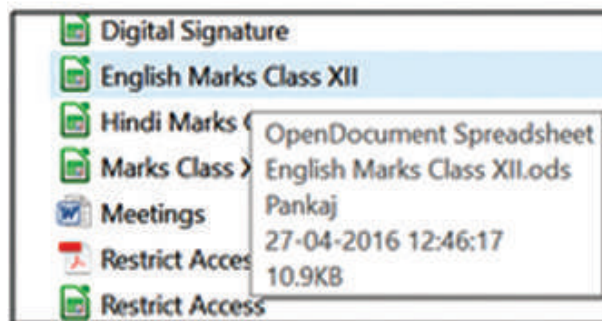 Digital Signature
English Marks Class XII
Hindi Marks
Marks Class
Meetings
Restrict
Restrict Access
OpenDocument Spreadsheet
English Marks Class XII.ods
Pankaj
27-04-2016 12:46:17
10.9KB